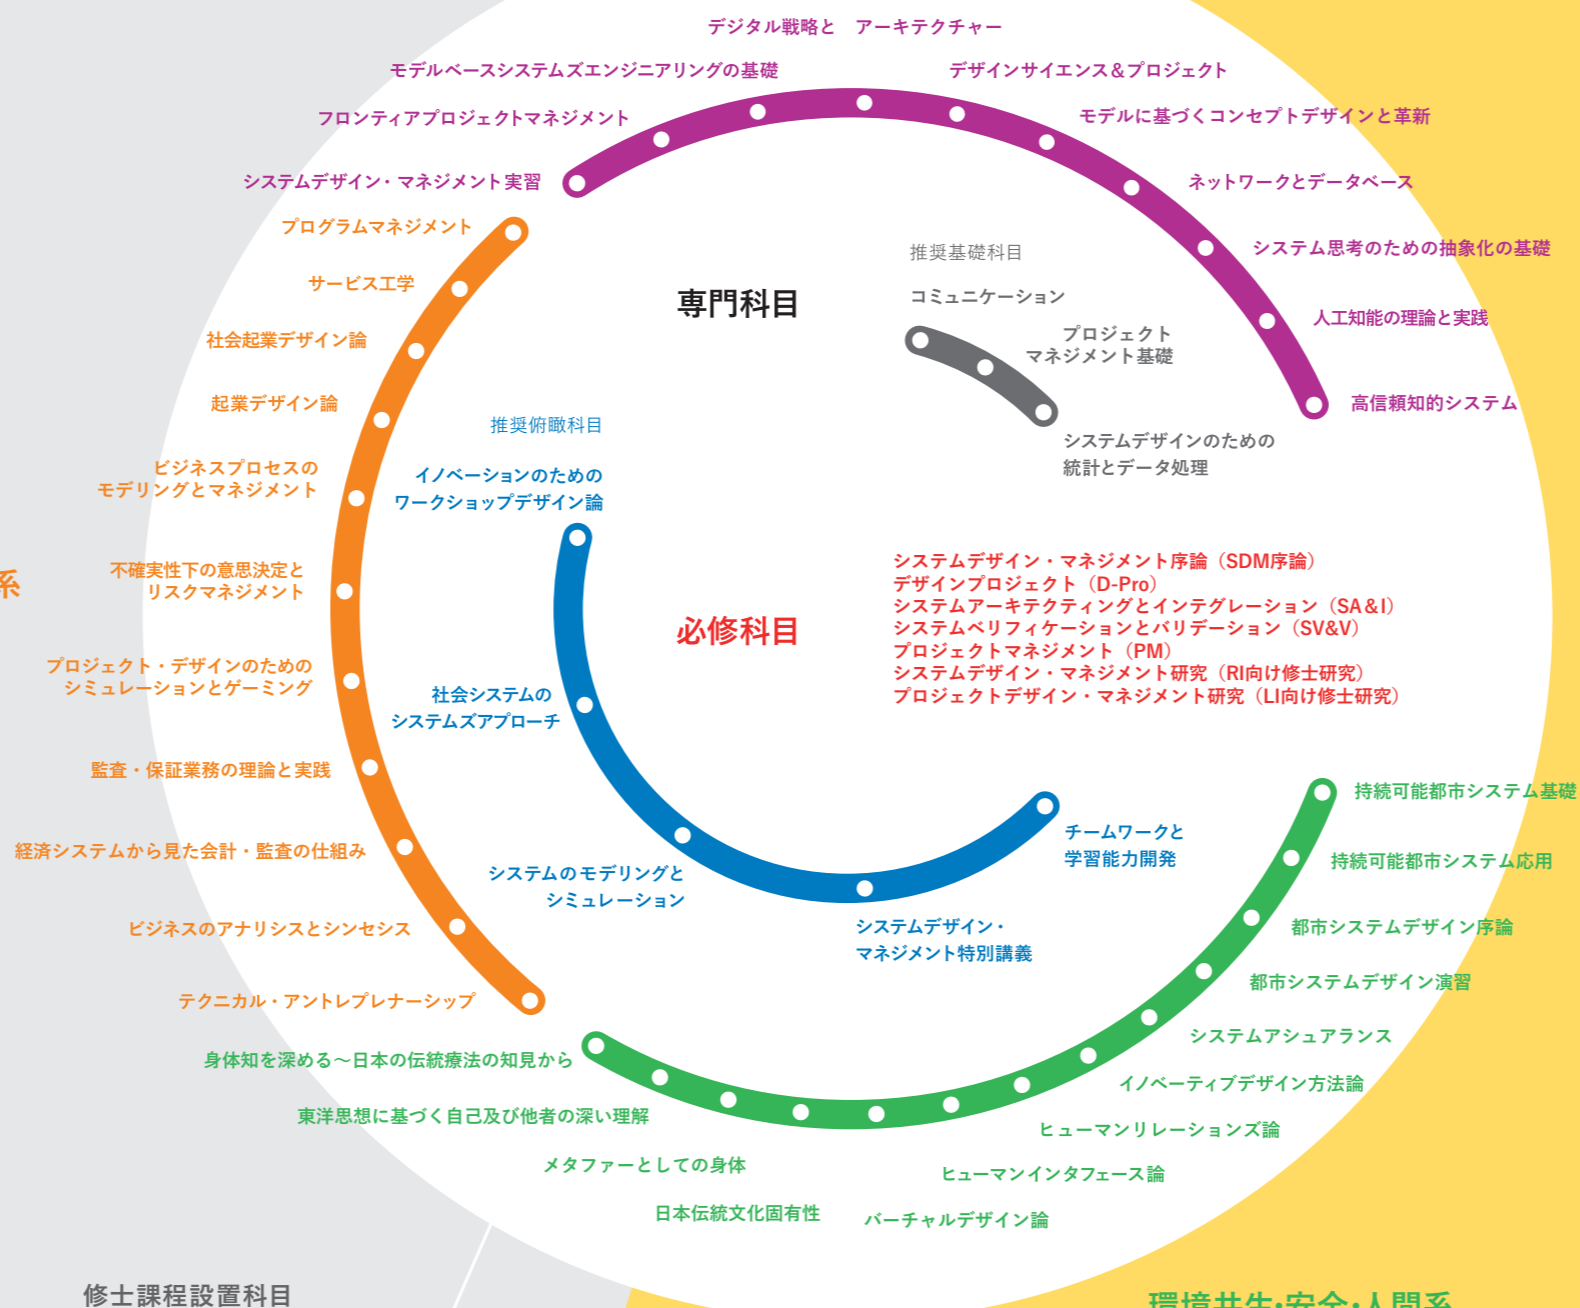 デジタル戦略と　アーキテクチャー
モデルベースシステムズエンジニアリングの基礎
デザインサイエンス＆プロジェクト
フロンティアプロジェクトマネジメント
モデルに基づくコンセプトデザインと革新
システムデザイン・マネジメント実習
ネットワークとデータベース
システム思考のための抽象化の基礎
人工知能の理論と実践
高信頼知的システム
プログラムマネジメント
サービス工学
社会起業デザイン論
起業デザイン論
ビジネスプロセスの
モデリングとマネジメント
不確実性下の意思決定と
リスクマネジメント
プロジェクト・デザインのための
シミュレーションとゲーミング
監査・保証業務の理論と実践
経済システムから見た会計・監査の仕組み
ビジネスのアナリシスとシンセシス
テクニカル・アントレプレナーシップ
系
専門科目
推奨基礎科目
コミュニケーション
プロジェクト
マネジメント基礎
システムデザインのための
統計とデータ処理
推奨俯瞰科目
イノベーションのための
ワークショップデザイン論
社会システムの
システムズアプローチ
システムのモデリングと
シミュレーション
システムデザイン・
マネジメント特別講義
チームワークと
学習能力開発
必修科目
システムデザイン・マネジメント序論（SDM序論）
デザインプロジェクト（D-Pro）
システムアーキテクティングとインテグレーション（SA＆I）
システムベリフィケーションとバリデーション（SV&V）
プロジェクトマネジメント（PM）
システムデザイン・マネジメント研究（RI向け修士研究）
プロジェクトデザイン・マネジメント研究（LI向け修士研究）
持続可能都市システム基礎
持続可能都市システム応用
都市システムデザイン序論
都市システムデザイン演習
システムアシュアランス
イノベーティブデザイン方法論
ヒューマンリレーションズ論
ヒューマンインタフェース論
バーチャルデザイン論
日本伝統文化固有性
メタファーとしての身体
東洋思想に基づく自己及び他者の深い理解
身体知を深める～日本の伝統療法の知見から
修士課程設置科目
環境共生・安全・人間系